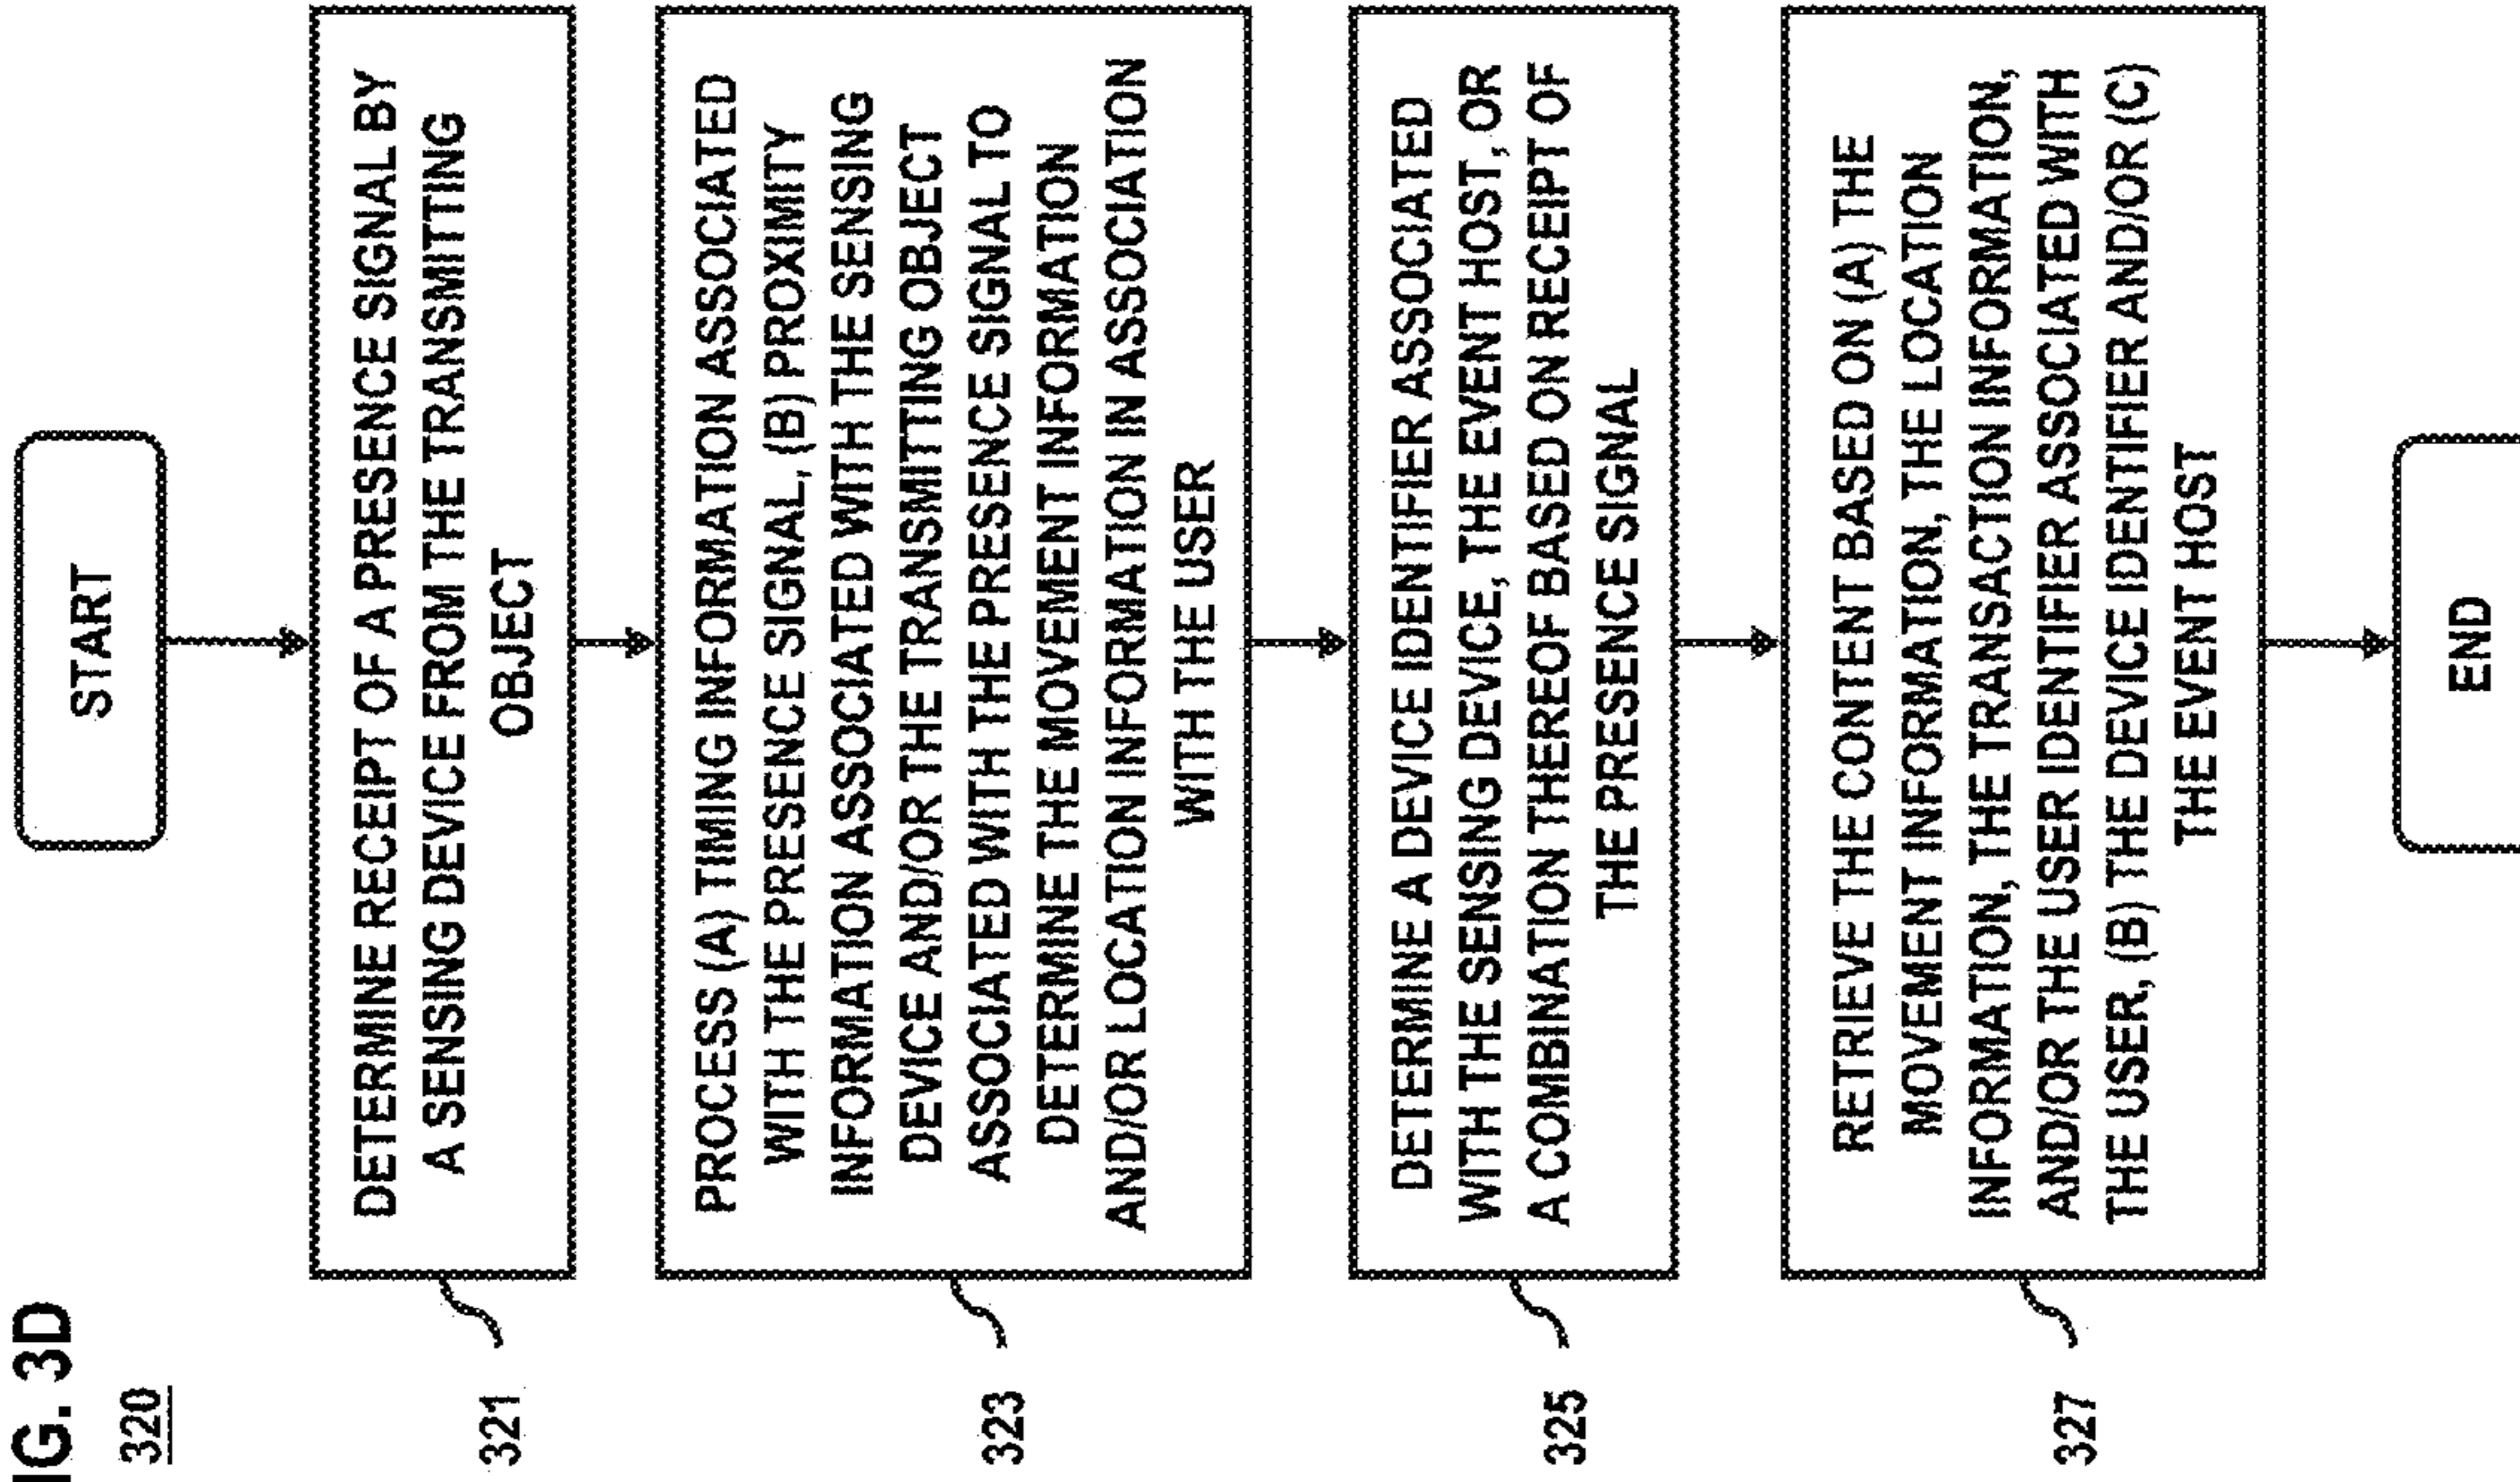 IG. 3D
320
START
321
DETERMINE RECEIPT OF A PRESENCE SIGNAL BY
A SENSING DEVICE FROM THE TRANSMITTING
OBJECT
323
PROCESS (A) TIMING INFORMATION ASSOCIATED
WITH THE PRESENCE SIGNAL, (B) PROXIMITY
INFORMATION ASSOCIATED WITH THE SENSING
DEVICE AND/OR THE TRANSMITTING OBJECT
ASSOCIATED WITH THE PRESENCE SIGNAL TO
DETERMINE THE MOVEMENT INFORMATION
AND/OR LOCATION INFORMATION IN ASSOCIATION
WITH THE USER
325
DETERMINE A DEVICE IDENTIFIER ASSOCIATED
WITH THE SENSING DEVICE, THE EVENT HOST, OR
A COMBINATION THEREOF BASED ON RECEIPT OF
THE PRESENCE SIGNAL
327
RETRIEVE THE CONTENT BASED ON (A) THE
MOVEMENT INFORMATION, THE LOCATION
INFORMATION, THE TRANSACTION INFORMATION,
AND/OR THE USER IDENTIFIER ASSOCIATED WITH
THE USER, (B) THE DEVICE IDENTIFIER AND/OR (C)
THE EVENT HOST
END